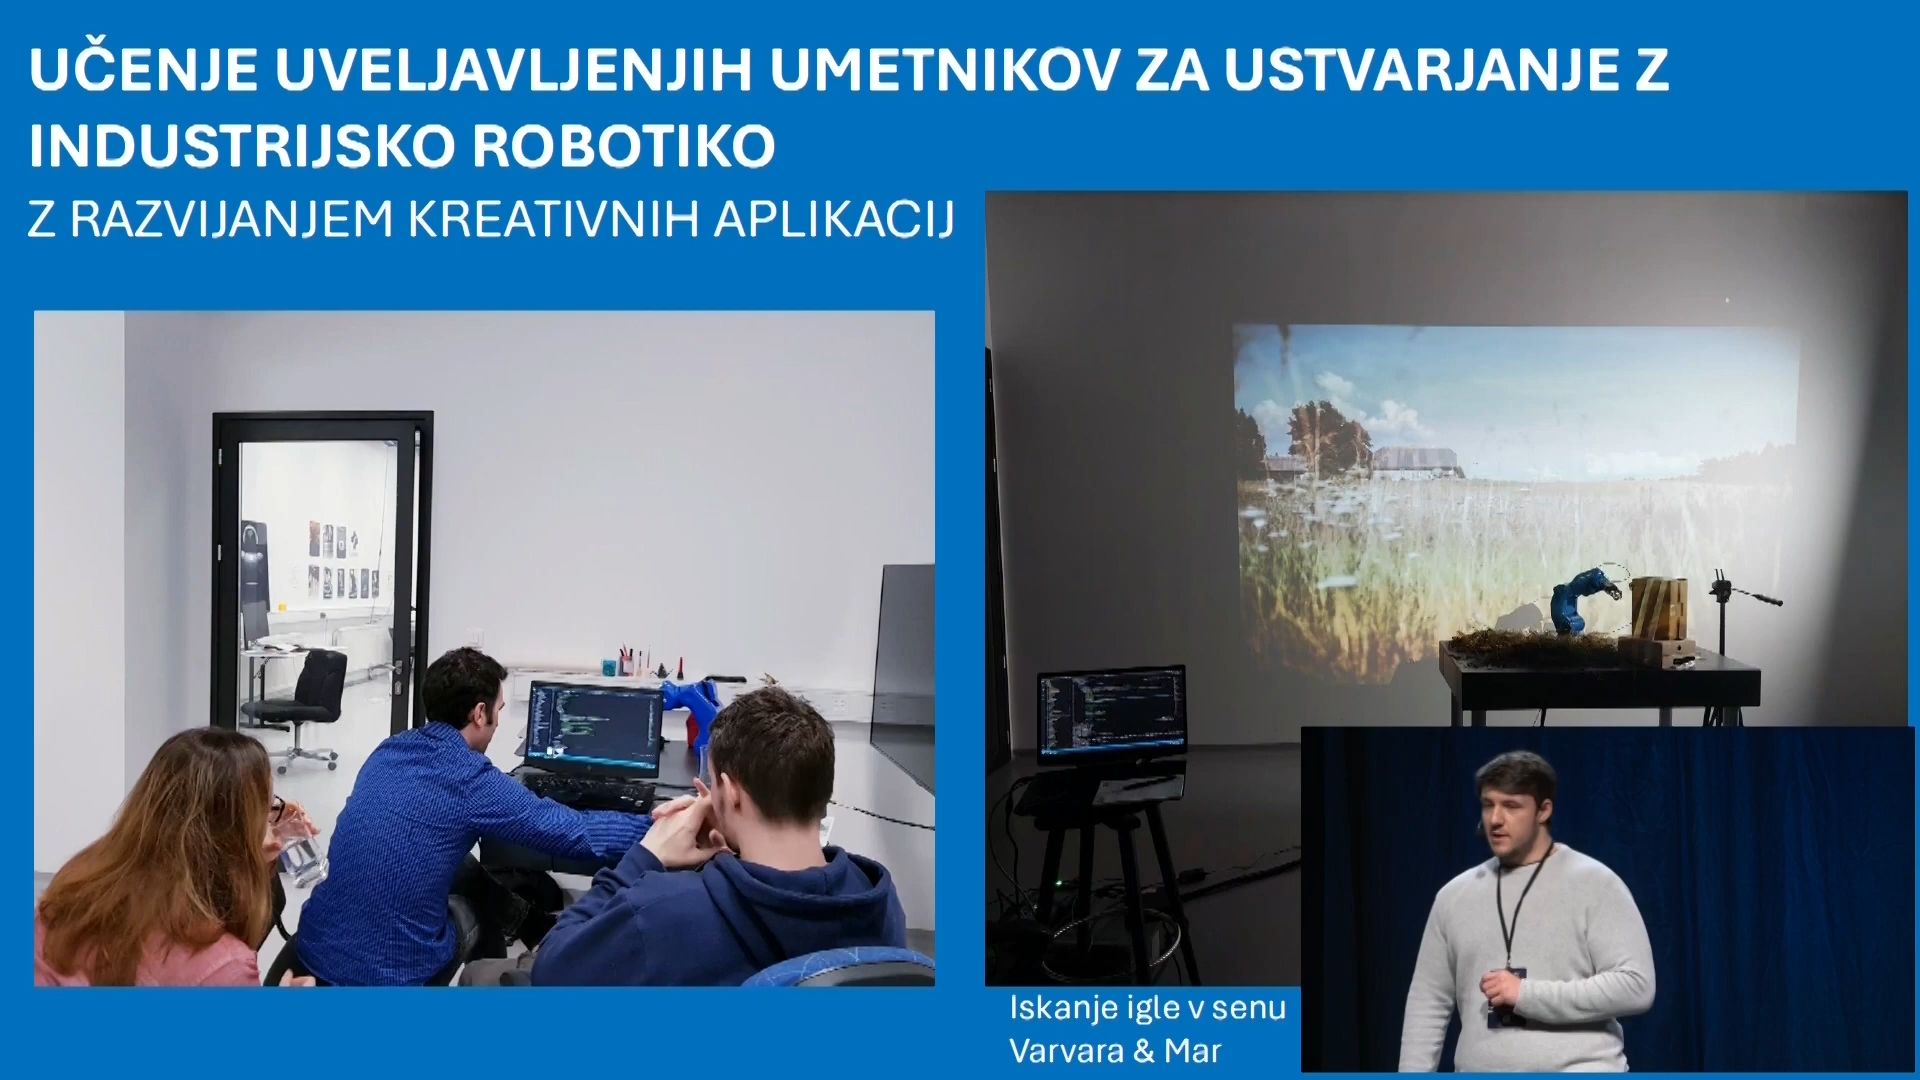 UČENJE UVELJAVLJENJIH UMETNIKOV ZA USTVARJANJE Z
INDUSTRIJSKO ROBOTIKO
Z RAZVIJANJEM KREATIVNIH APLIKACIJ
Iskanje igle v senu
Varvara & Mar